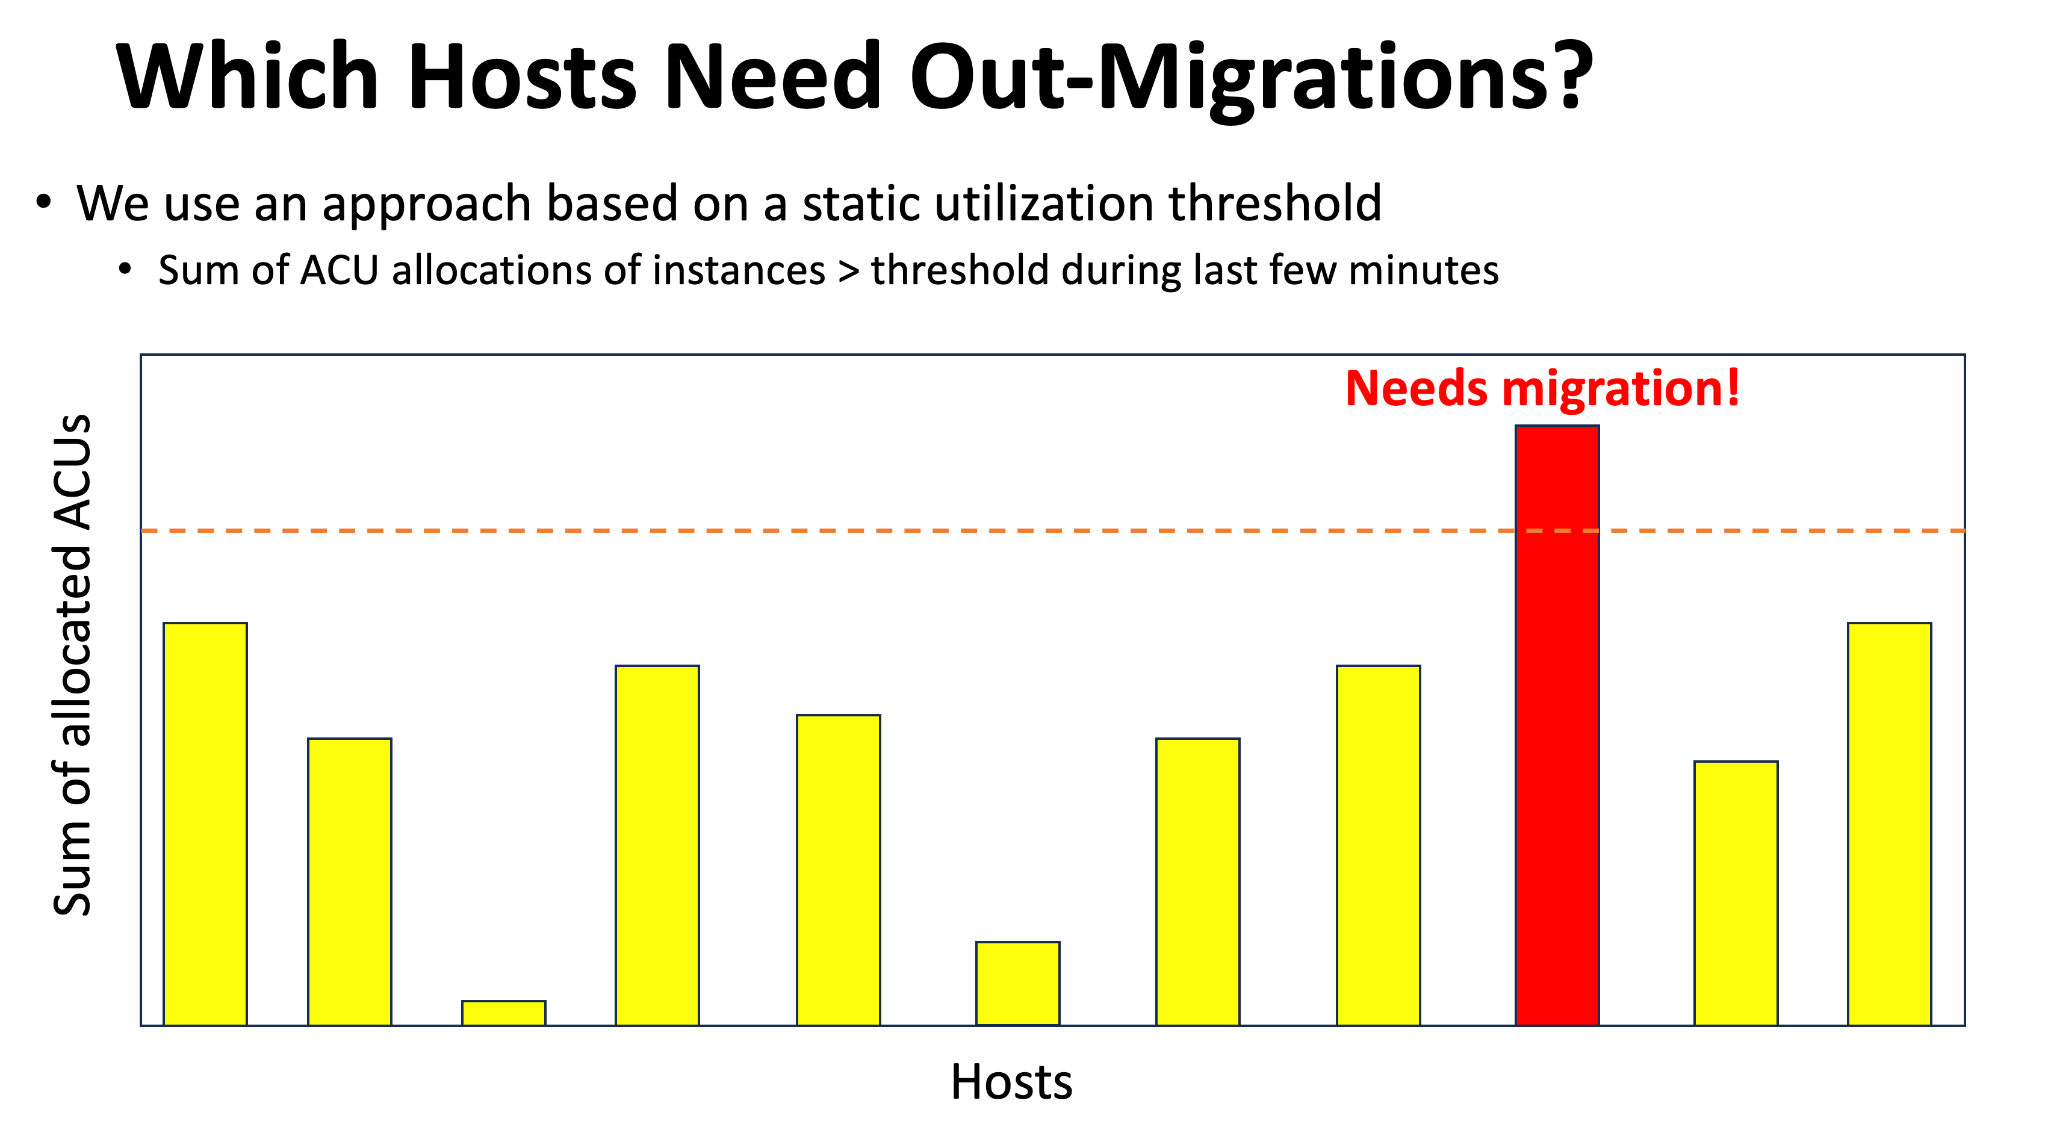 Which Hosts Need Out-Migrations?
• We use an approach based on a static utilization threshold
• Sum of ACU allocations of instances > threshold during last few minutes
Needs migration!
Sum of allocated ACUs
Hosts